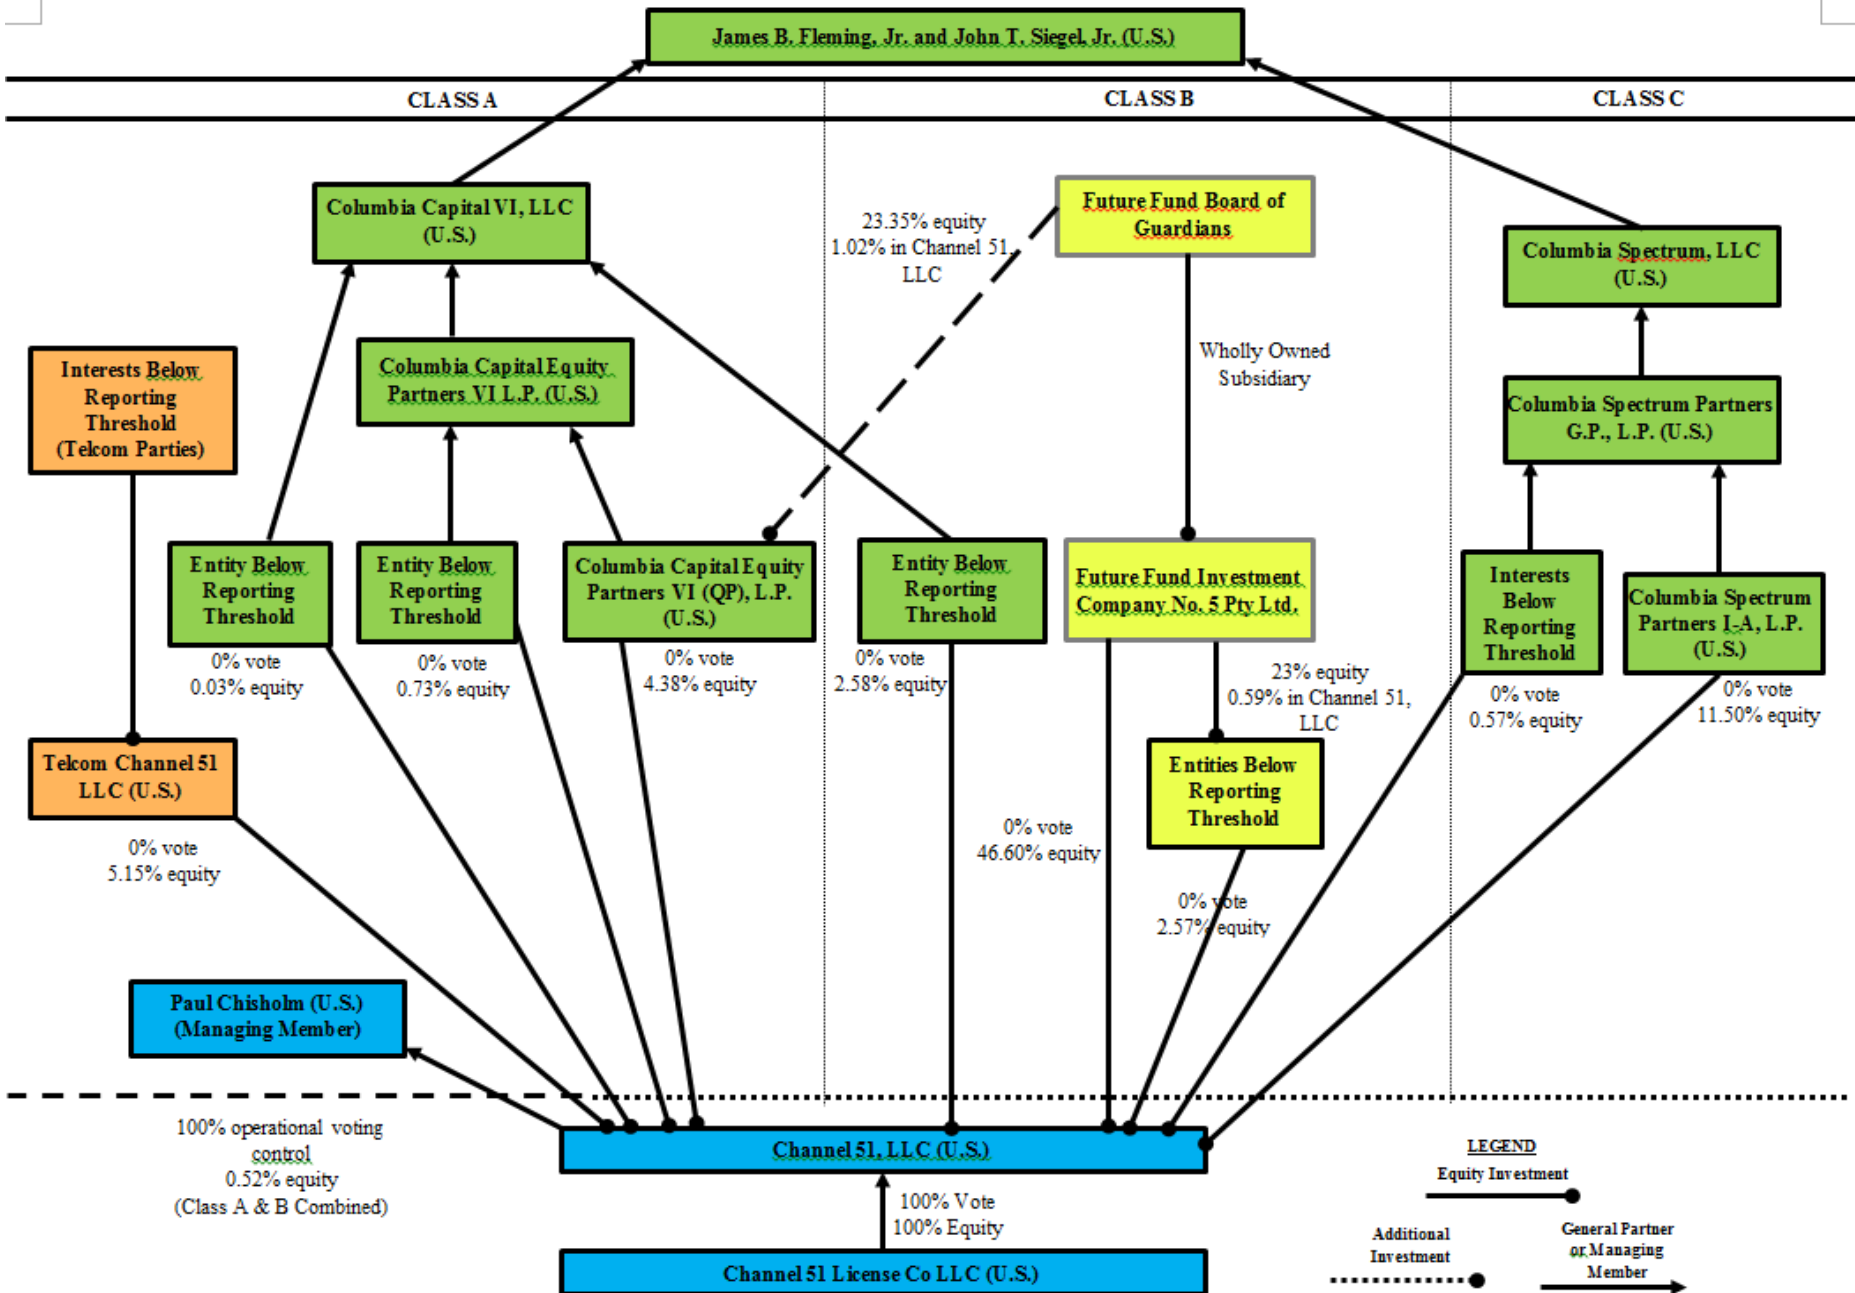 James B. Fleming, Jr. and John T. Siegel, Jr. (U.S.)
CLASS A
CLASS B
CLASS C
Columbia Capital VI, LLC
(U.S.)
23.35% equity
1.02% in Channel 51,
LLC
Future Fund Board of
Guardians
Columbia Spectrum, LLC
(U.S.)
Wholly Owned
Subsidiary
Interests Below
Reporting
Threshold
(Telcom Parties)
Columbia Capital Equity
Partners VI L.P. (U.S.)
Columbia Spectrum Partners
G.P., L.P. (U.S.)
Entity Below
Reporting
Threshold
0% vote
0.03% equity
Entity Below
Reporting
Threshold
0% vote
0.73% equity
Columbia Capital Equity
Partners VI (QP), L.P.
(U.S.)
0% vote
4.38% equity
Entity Below
Reporting
Threshold
0% vote
2.58% equity
Future Fund Investment
Company No. 5 Pty Ltd.
23% equity
0.59% in Channel 51,
LLC
Interests
Below
Reporting
Threshold
0% vote
0.57% equity
Columbia Spectrum
Partners I-A, L.P.
(U.S.)
0% vote
11.50% equity
Telcom Channel 51
LLC (U.S.)
0% vote
5.15% equity
Entities Below
Reporting
Threshold
0% vote
46.60% equity
0% vote
2.57% equity
Paul Chisholm (U.S.)
(Managing Member)
100% operational voting
control
0.52% equity
(Class A & B Combined)
Channel 51, LLC (U.S.)
100% Vote
100% Equity
Channel 51 License Co LLC (U.S.)
LEGEND
Equity Investment
Additional
Investment
General Partner
or Managing
Member